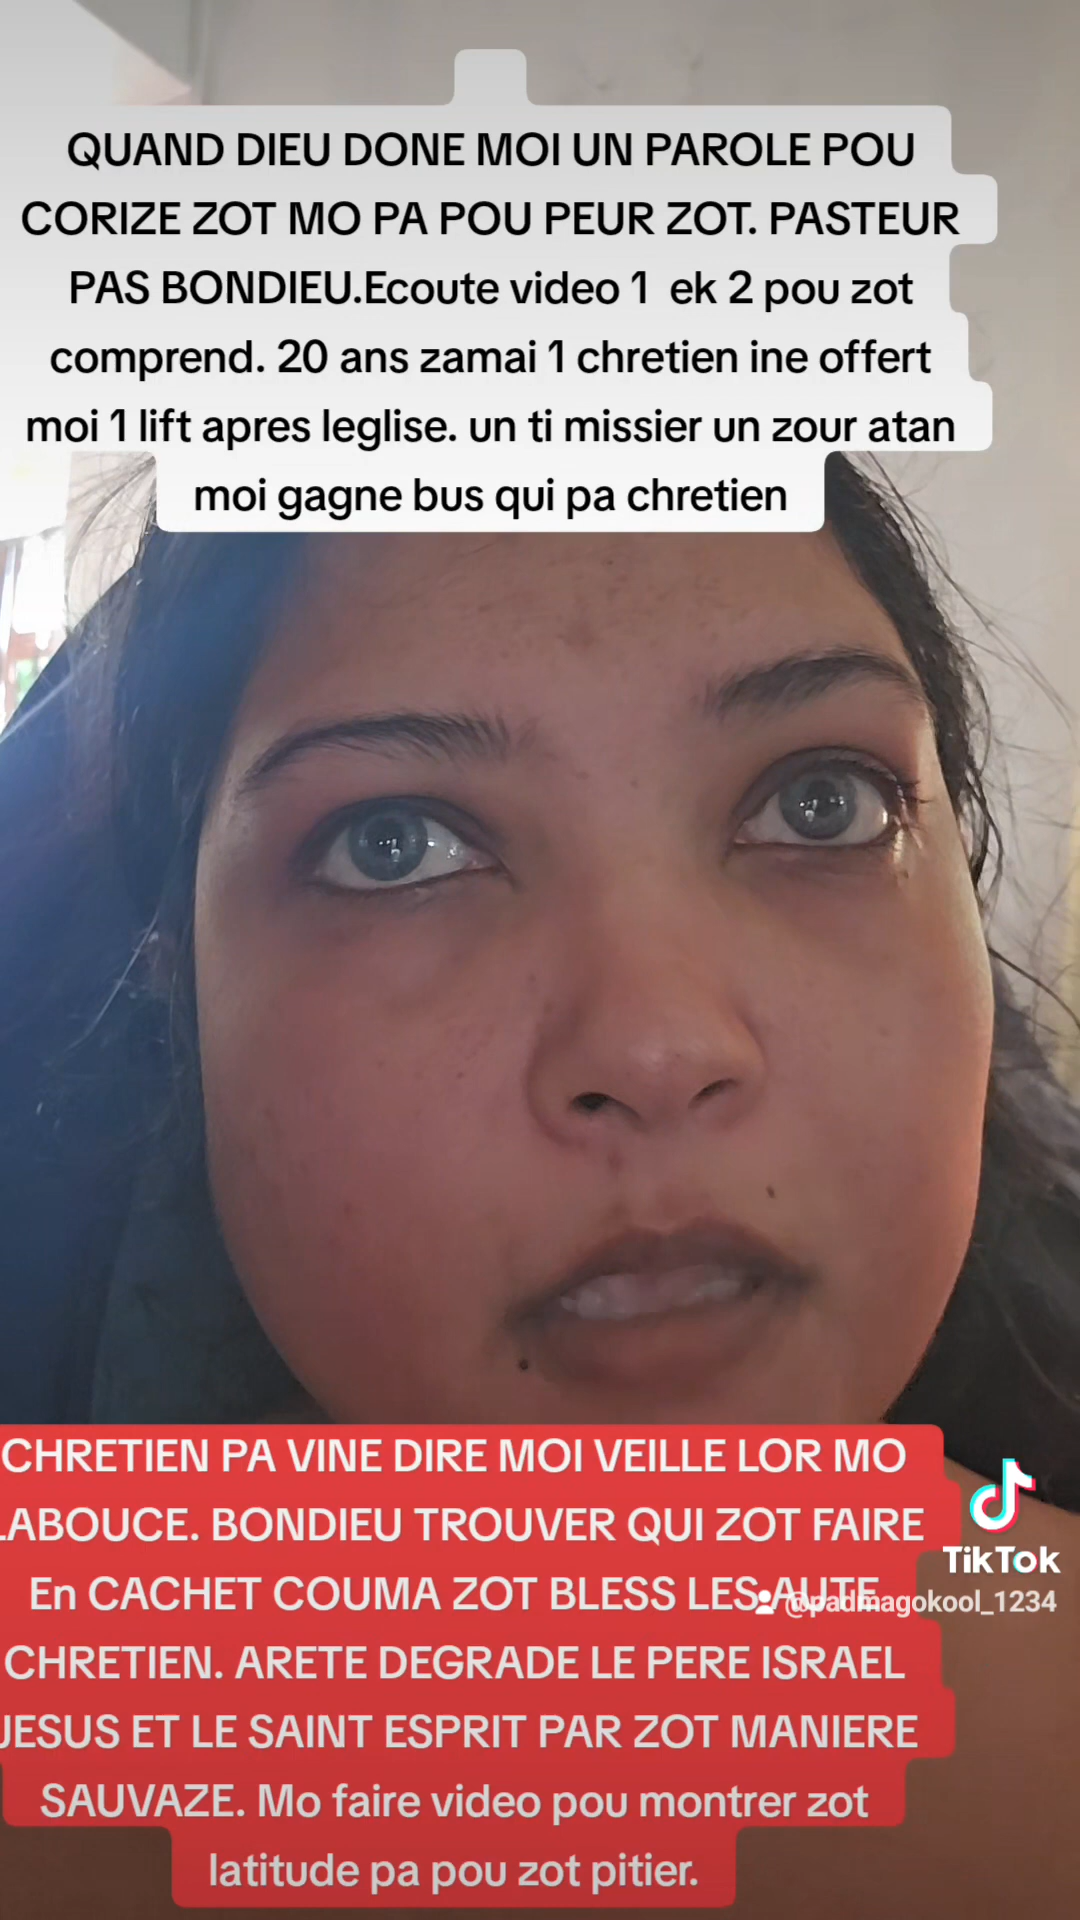 QUAND DIEU DONE MOI UN PAROLE POU
CORIZE ZOT MO PA POU PEUR ZOT. PASTEUR
PAS BONDIEU.Ecoute video 1 ek 2 pou zot
comprend. 20 ans zamai 1 chretien ine offert
moi 1 lift apres leglise. un ti missier un zour atan
moi gagne bus qui pa chretien
CHRETIEN PA VINE DIRE MOI VEILLE LOR MO
LABOUCE. BONDIEU TROUVER QUI ZOT FAIRE
En CACHET COUMA ZOT BLESS LES AUTE
CHRETIEN. ARETE DEGRADE LE PERE ISRAEL
JESUS ET LE SAINT ESPRIT PAR ZOT MANIERE
SAUVAZE. Mo faire video pou montrer zot
latitude pa pou zot pitier.
TikTok
@padmagokool_1234